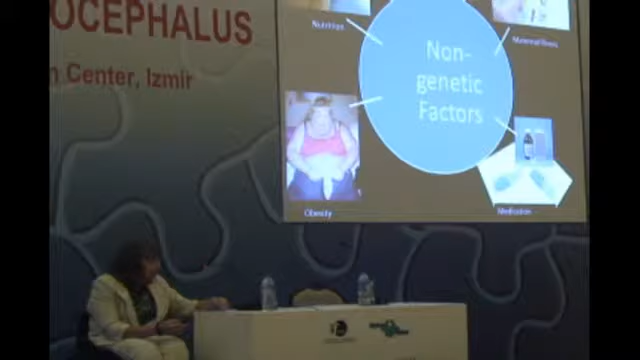 OCEPHALUS
n Center, Izmir
Nutrition
Maternal Illness
Non-
genetic
Factors
Obesity
Medication